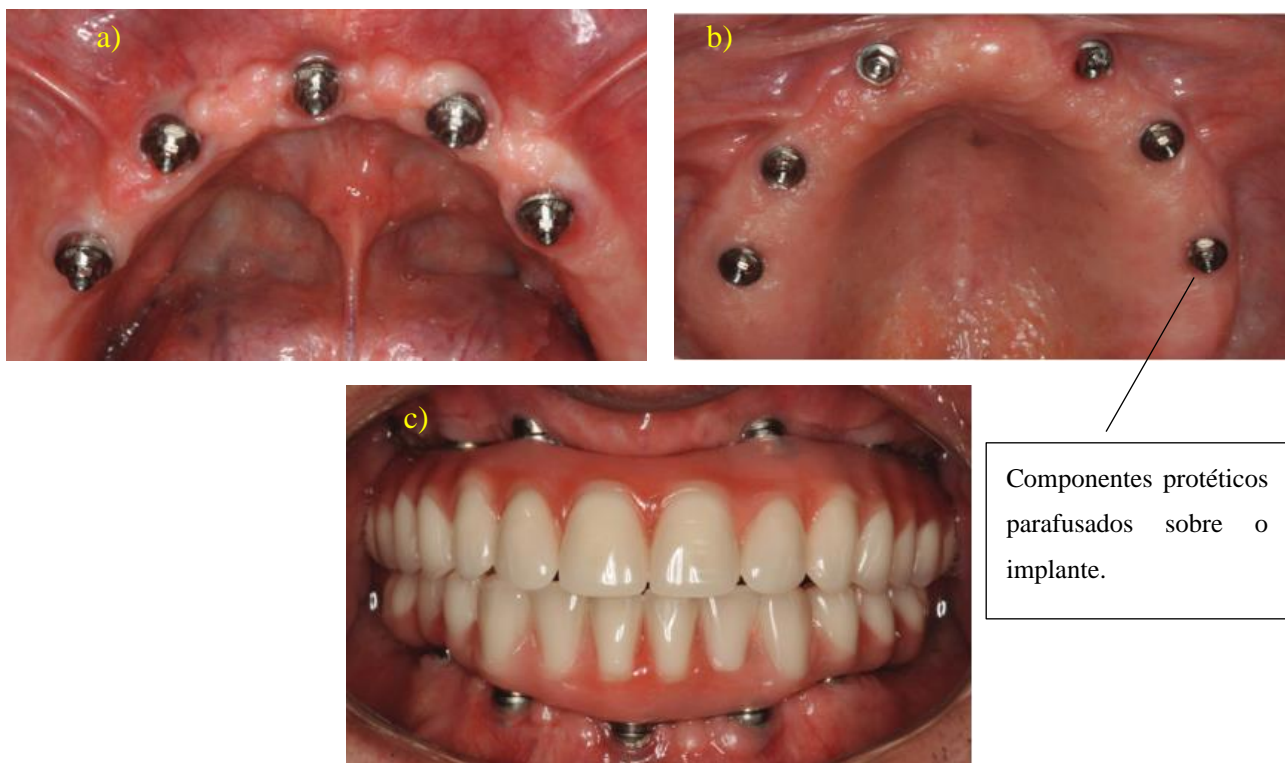 a)
b)
c)
Componentes protéticos
parafusados sobre o
implante.